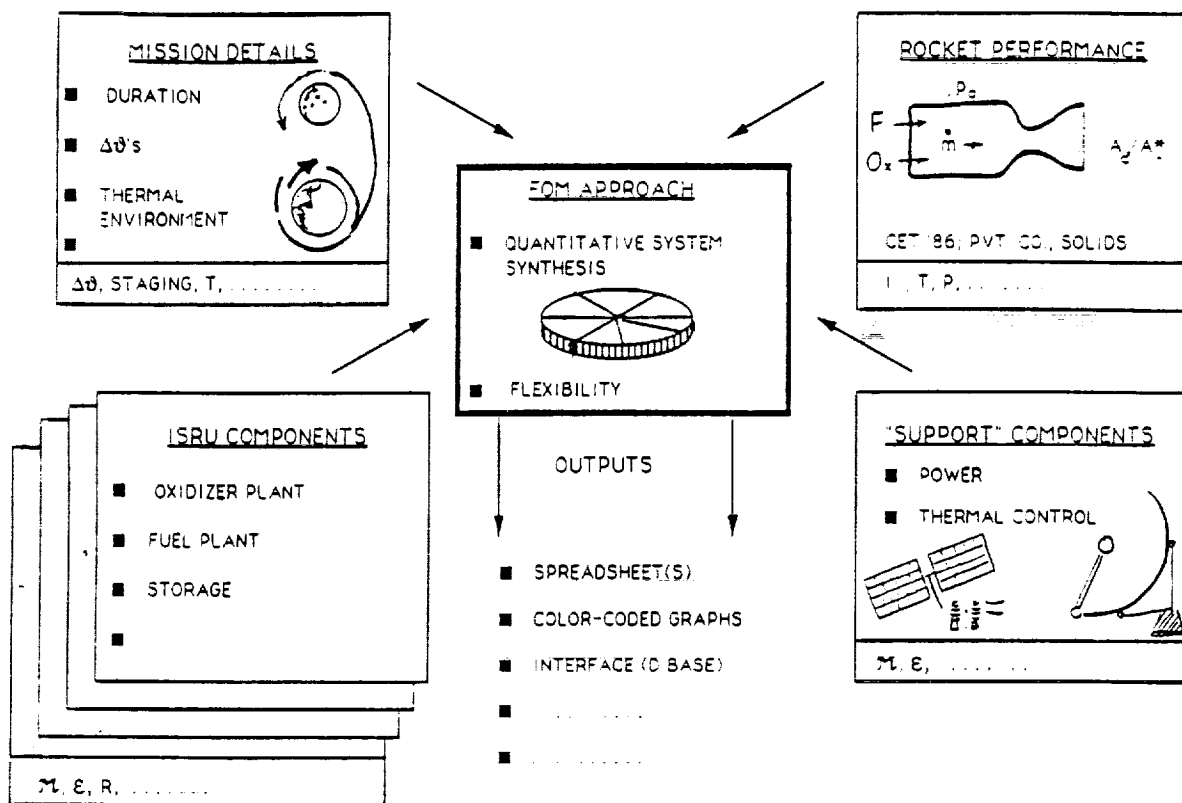 MISSION DETAILS
■ DURATION
■ Δϑ's
■ THERMAL
ENVIRONMENT
■
Δϑ, STAGING, T, ........
ROCKET PERFORMANCE
F
Oₓ
ṁ
CET '86; PVT. CO., SOLIDS
T, P, ........
FOM APPROACH
■ QUANTITATIVE SYSTEM
SYNTHESIS
■ FLEXIBILITY
ISRU COMPONENTS
■ OXIDIZER PLANT
■ FUEL PLANT
■ STORAGE
■
M, ε, R, ........
"SUPPORT" COMPONENTS
■ POWER
■ THERMAL CONTROL
M, ε, ........
OUTPUTS
■ SPREADSHEET(S)
■ COLOR-CODED GRAPHS
■ INTERFACE (D BASE)
■ ..........
■ ..........